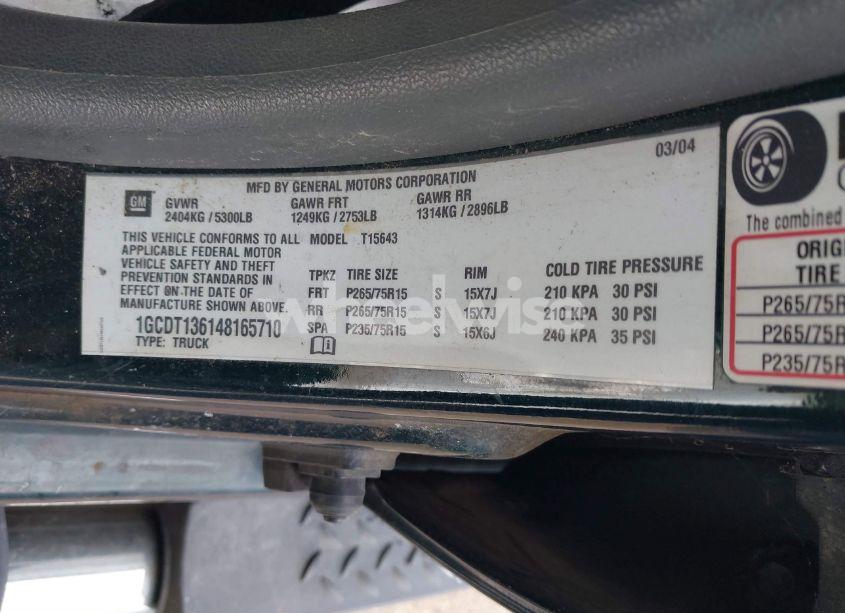 03/04
MFD BY GENERAL MOTORS CORPORATION
GM
GVWR GAWR FRT GAWR RR
2404KG / 5300LB 1249KG / 2753LB 1314KG / 2896LB
THIS VEHICLE CONFORMS TO ALL MODEL T15643
APPLICABLE FEDERAL MOTOR
VEHICLE SAFETY AND THEFT
PREVENTION STANDARDS IN TPKZ TIRE SIZE RIM COLD TIRE PRESSURE
EFFECT ON THE DATE OF FRT P265/75R15 S 15X7J 210 KPA 30 PSI
MANUFACTURE SHOWN ABOVE. RR P265/75R15 S 15X7J 210 KPA 30 PSI
1GCDT136148165710 SPA P235/75R15 S 15X6J 240 KPA 35 PSI
TYPE: TRUCK
wheelwise
The combined
ORIG
TIRE
P265/75R
P265/75R
P235/75R